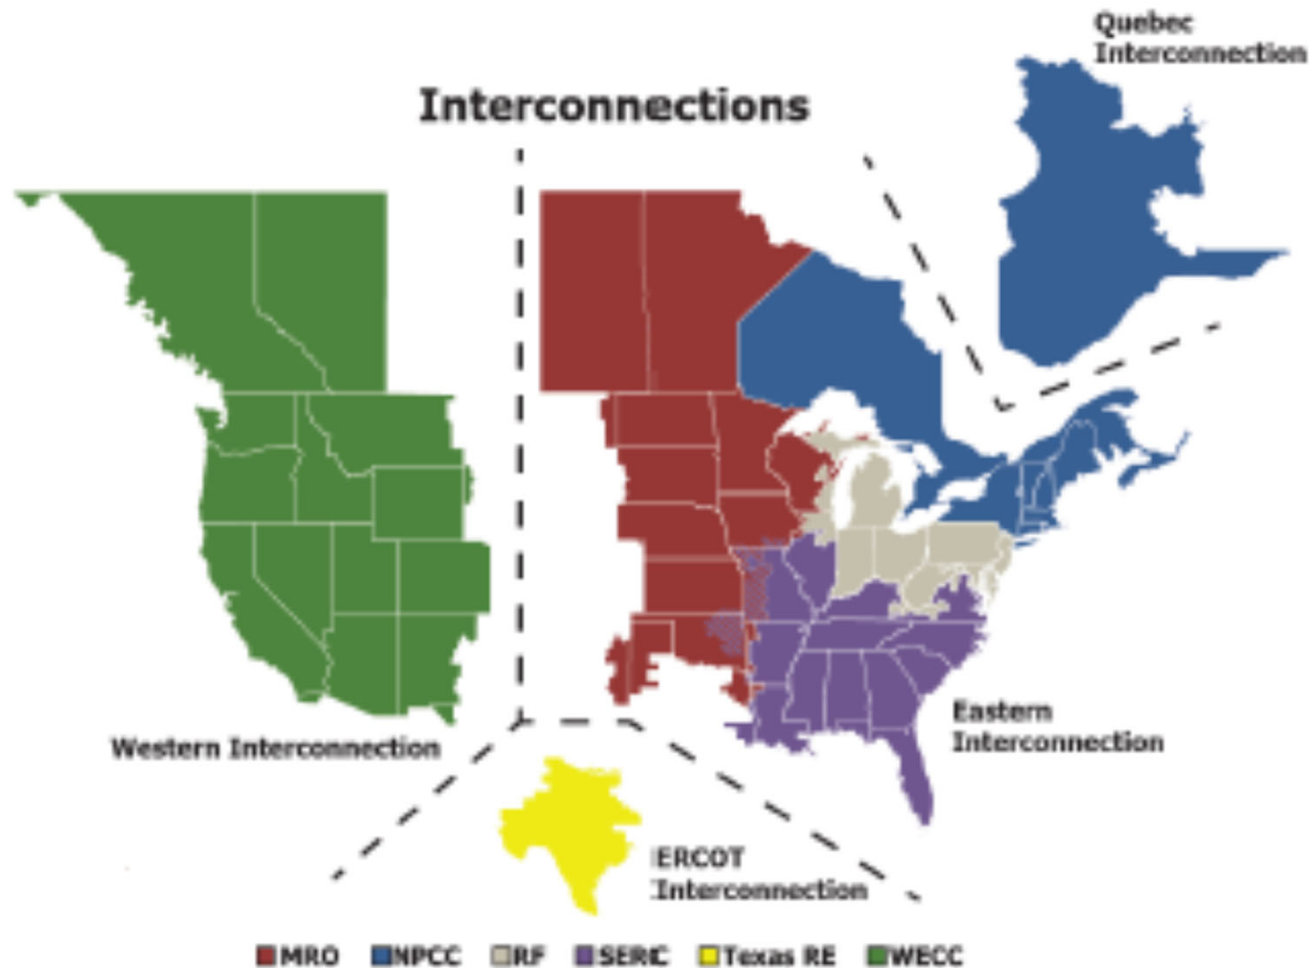 Quebec
Interconnection
Interconnections
Western Interconnection
Eastern
Interconnection
ERCOT
Interconnection
MRO NPCC RF SERC Texas RE WECC